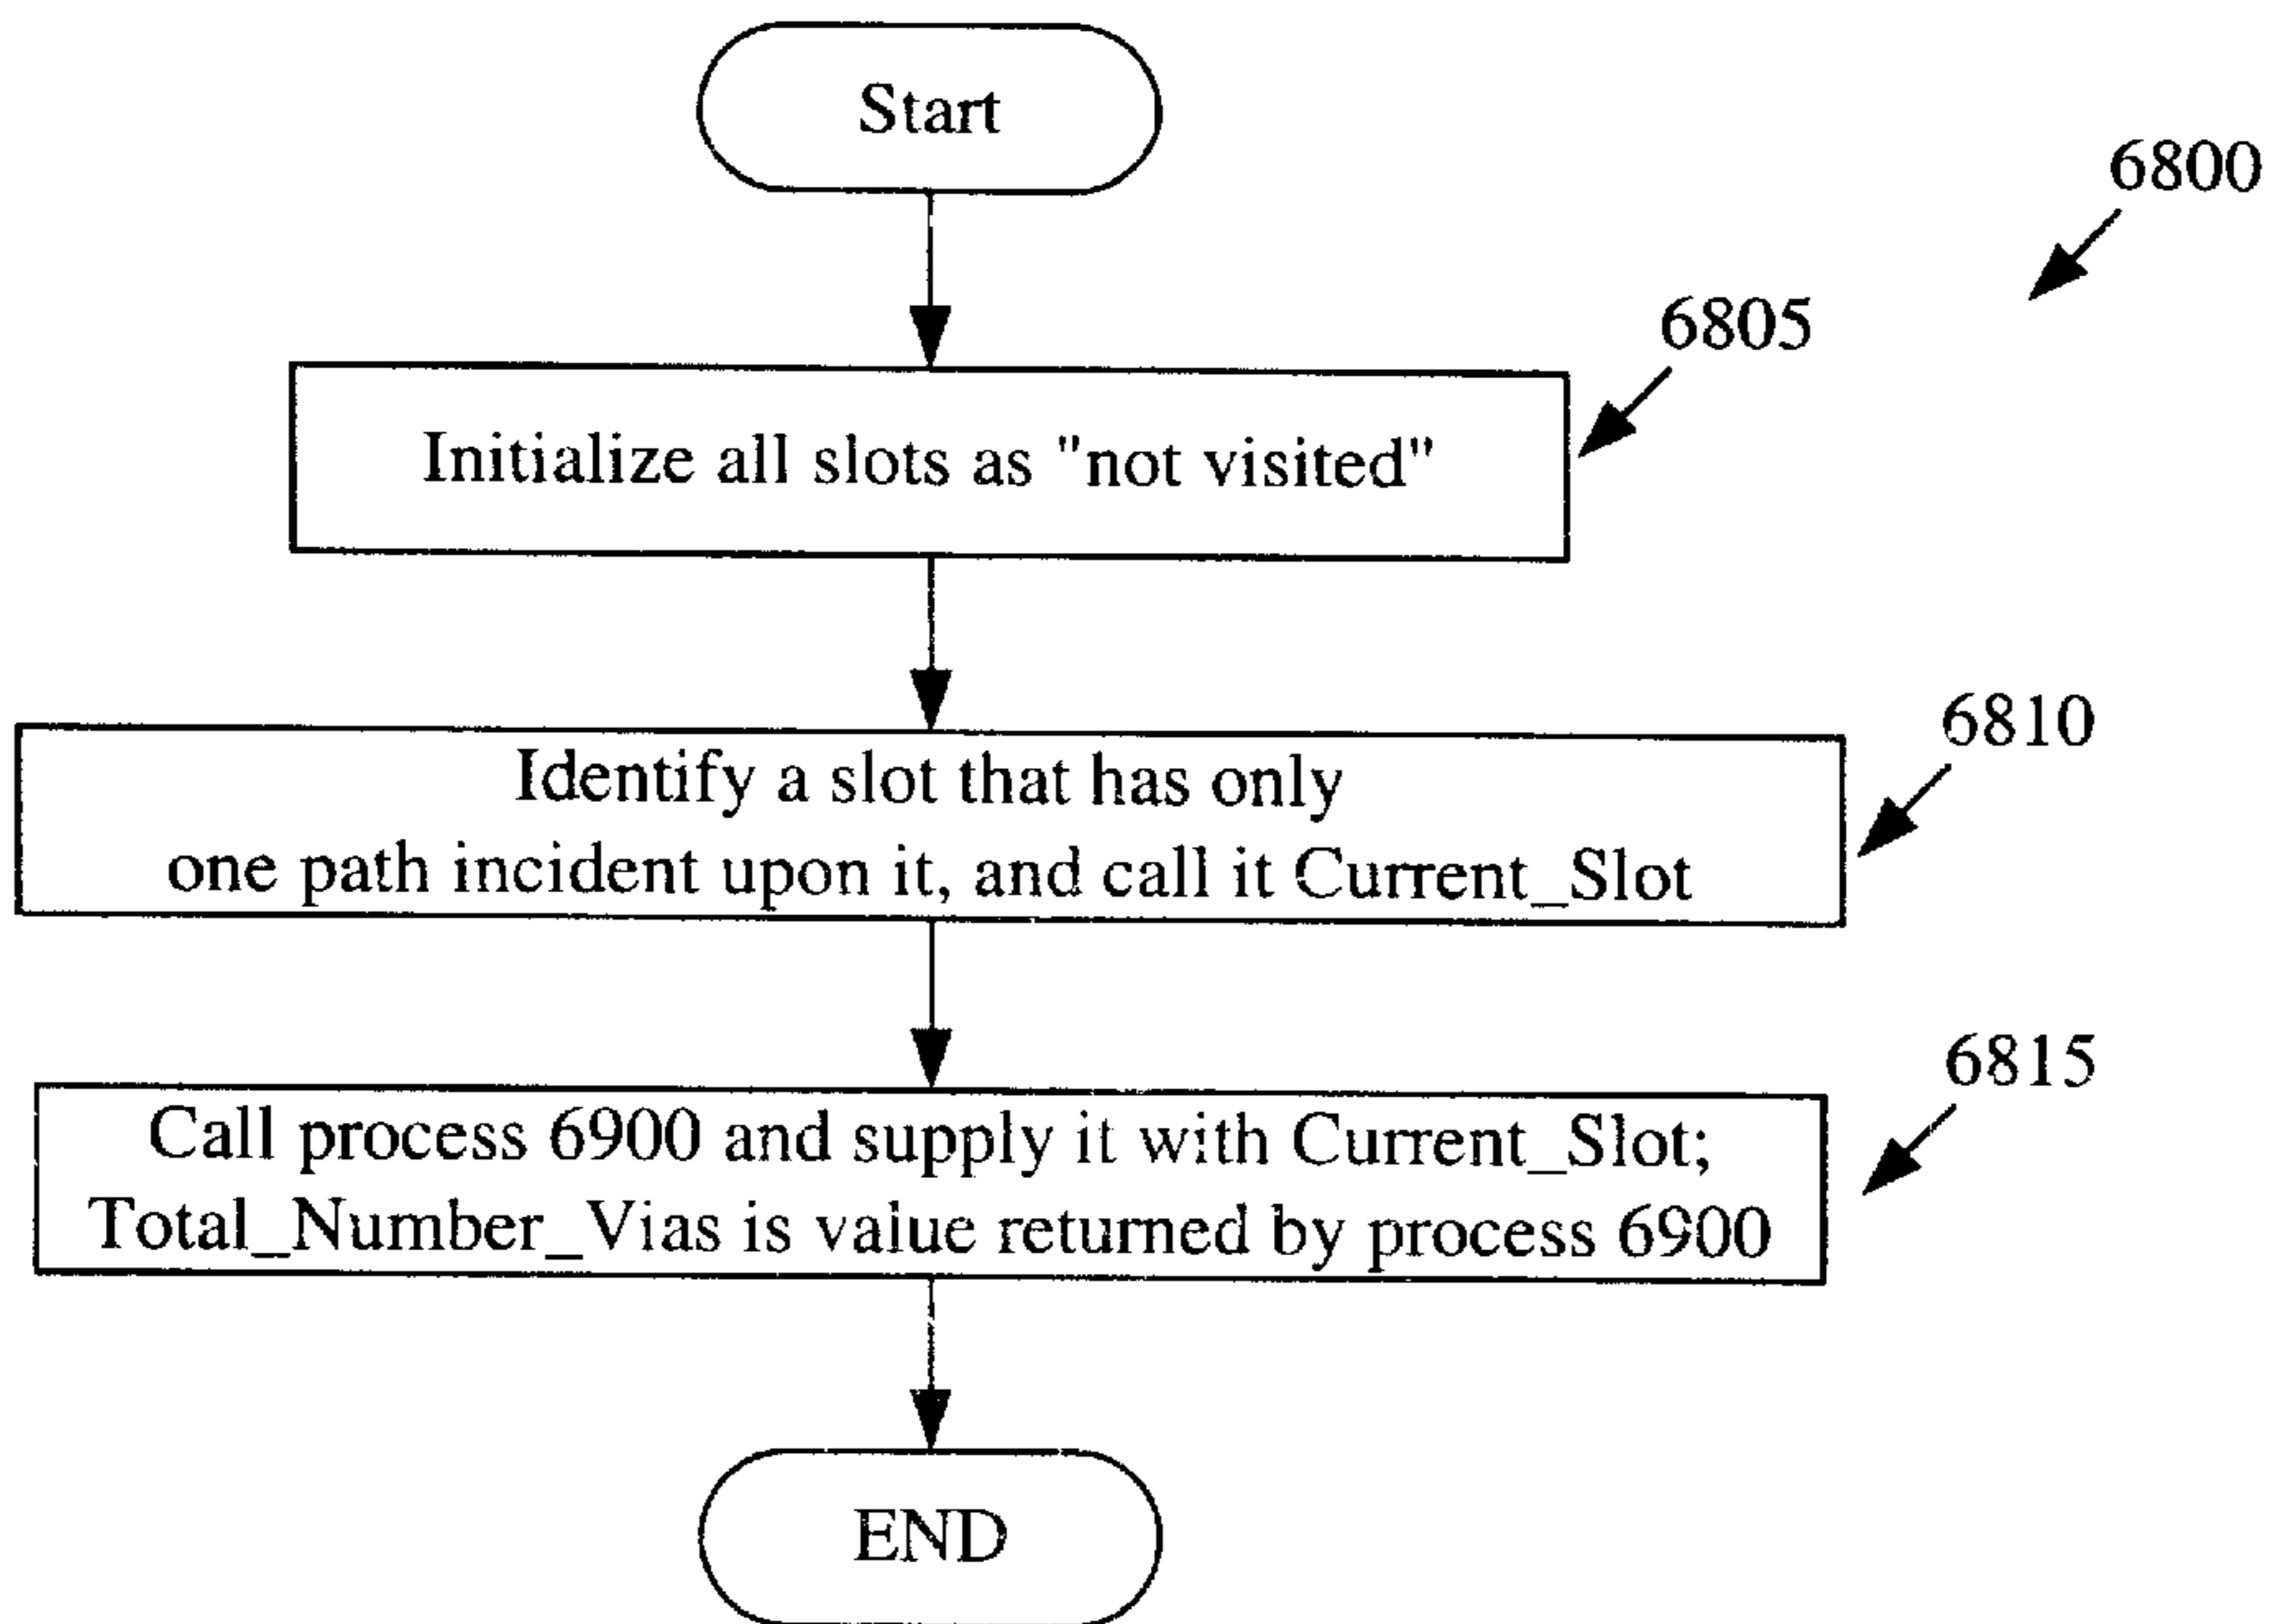 Start
6800
6805
Initialize all slots as "not visited"
6810
Identify a slot that has only
one path incident upon it, and call it Current_Slot
6815
Call process 6900 and supply it with Current_Slot;
Total_Number_Vias is value returned by process 6900
END